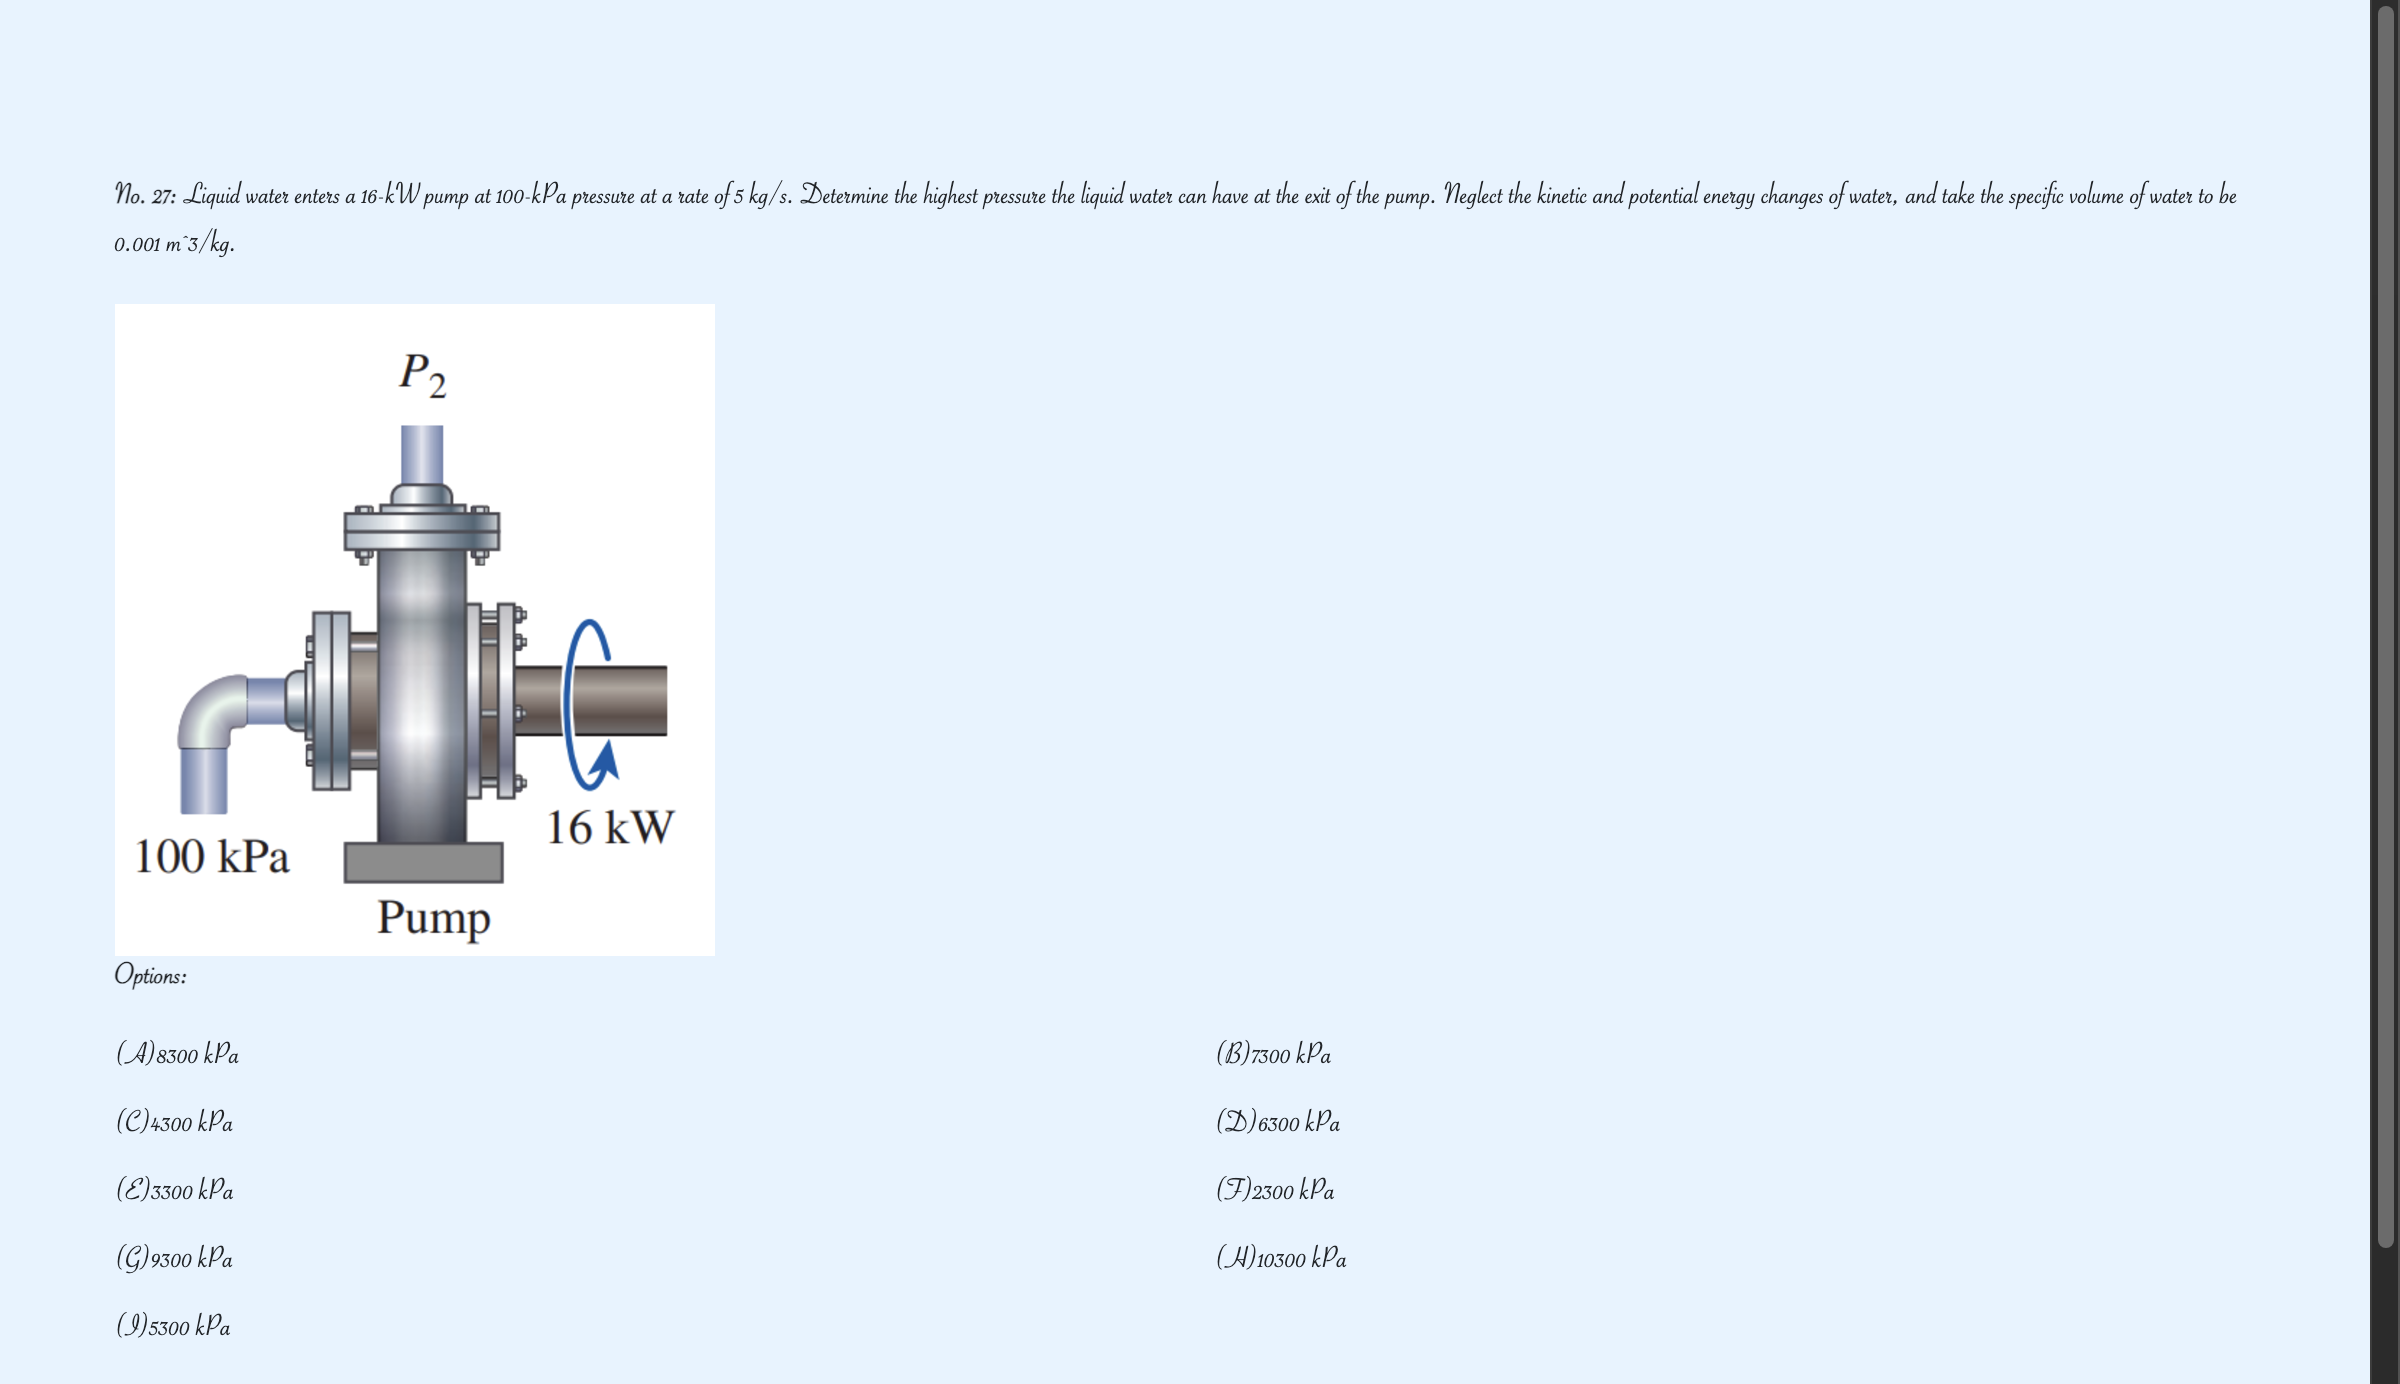 No. 27: Liquid water enters a 16-kW pump at 100-kPa pressure at a rate of 5 kg/s. Determine the highest pressure the liquid water can have at the exit of the pump. Neglect the kinetic and potential energy changes of water, and take the specific volume of water to be
0.001 m^3/kg.
P2
100 kPa
16 kW
Pump
Options:
(A)8300 kPa
(B)7300 kPa
(C)4300 kPa
(D)6300 kPa
(E)3300 kPa
(F)2300 kPa
(G)9300 kPa
(H)10300 kPa
(I)5300 kPa